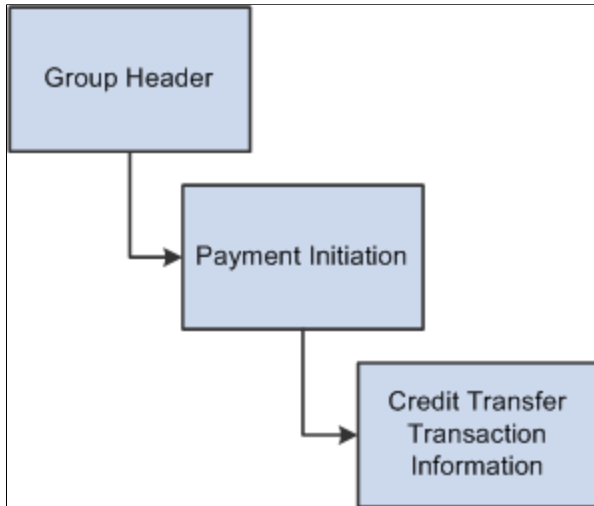 Group Header
Payment Initiation
Credit Transfer
Transaction
Information